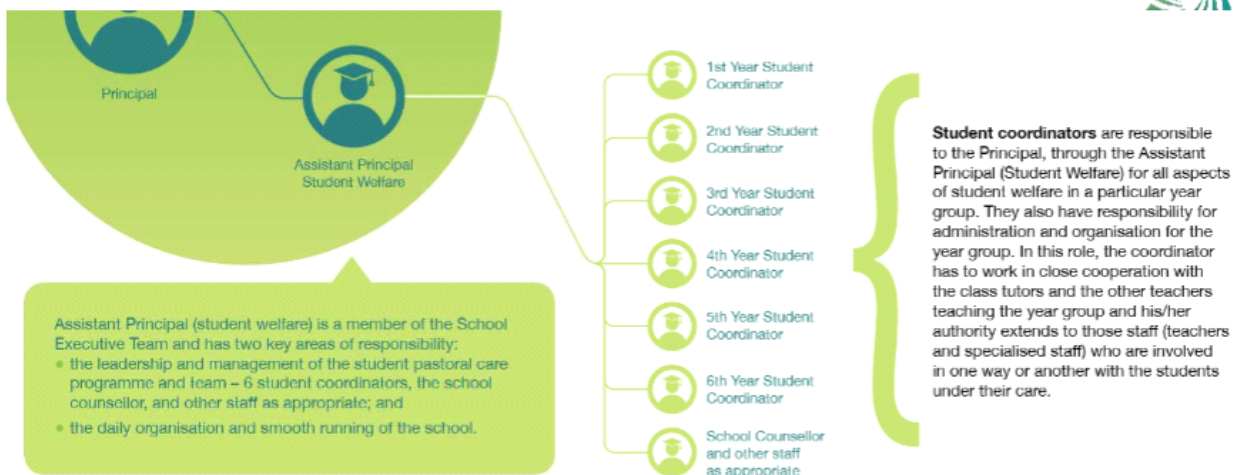 Principal
Assistant Principal
Student Welfare
Assistant Principal (student welfare) is a member of the School
Executive Team and has two key areas of responsibility:
• the leadership and management of the student pastoral care
programme and team – 6 student coordinators, the school
counsellor, and other staff as appropriate; and
• the daily organisation and smooth running of the school.
1st Year Student
Coordinator
2nd Year Student
Coordinator
3rd Year Student
Coordinator
4th Year Student
Coordinator
5th Year Student
Coordinator
6th Year Student
Coordinator
School Counsellor
and other staff
as appropriate
Student coordinators are responsible
to the Principal, through the Assistant
Principal (Student Welfare) for all aspects
of student welfare in a particular year
group. They also have responsibility for
administration and organisation for the
year group. In this role, the coordinator
has to work in close cooperation with
the class tutors and the other teachers
teaching the year group and his/her
authority extends to those staff (teachers
and specialised staff) who are involved
in one way or another with the students
under their care.